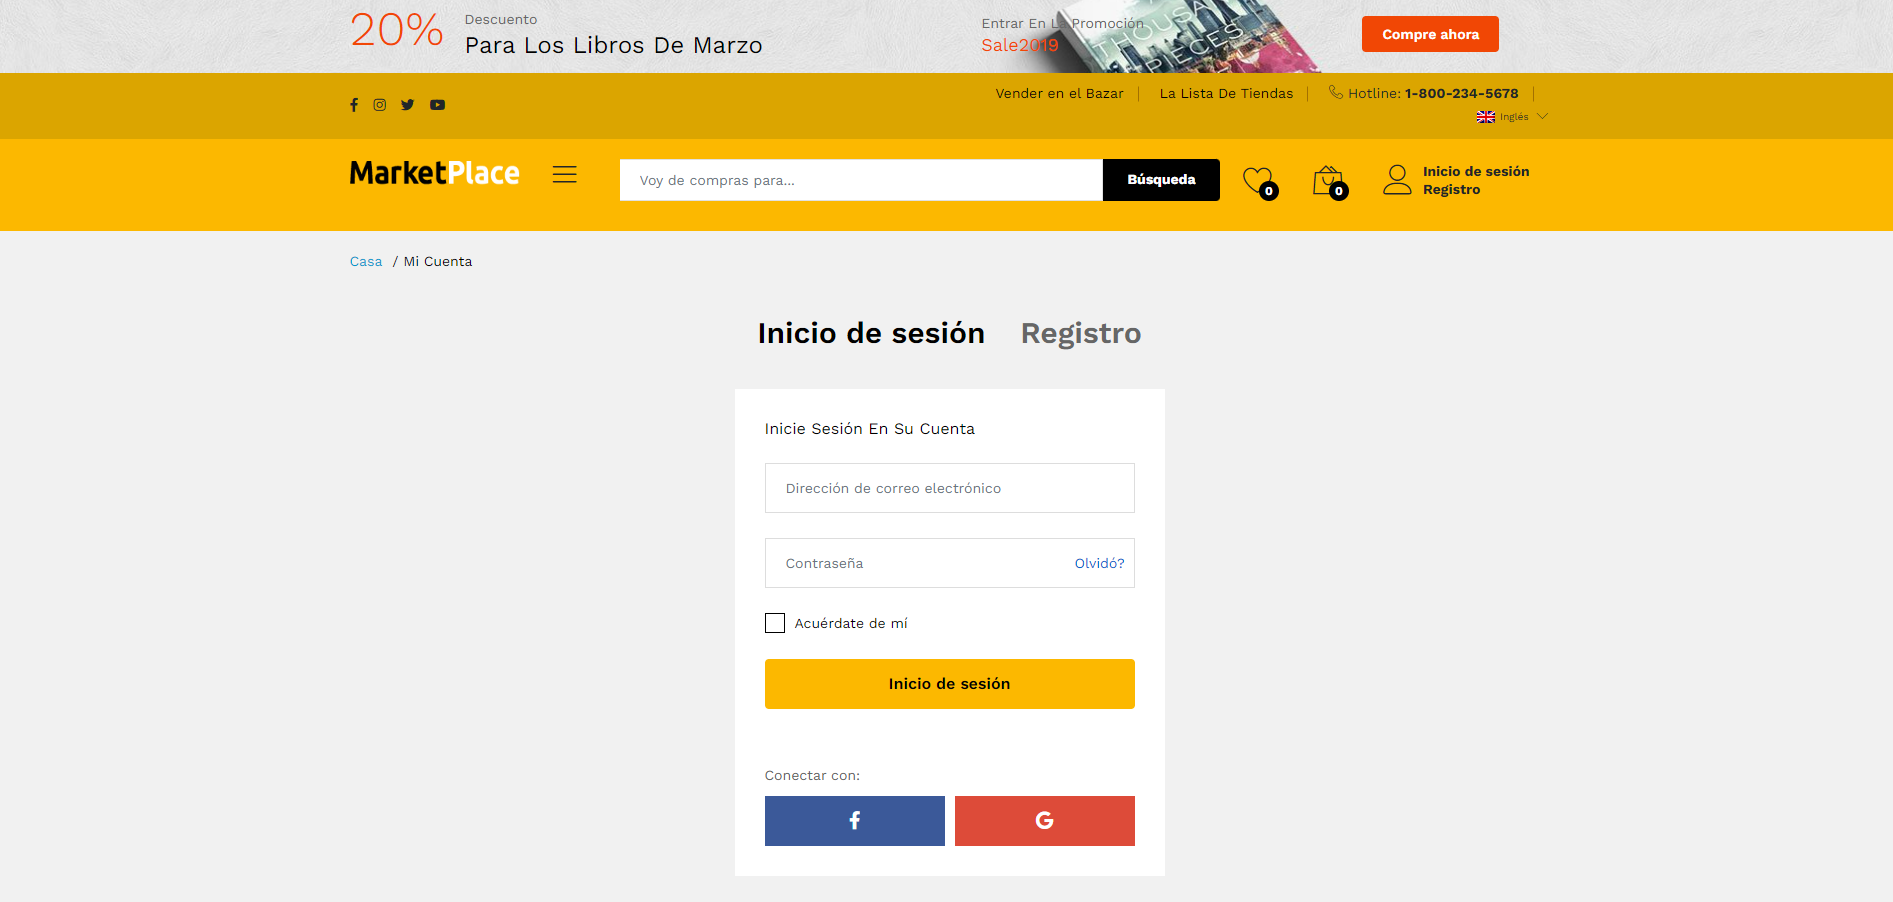 20%
Descuento
Para Los Libros De Marzo
Entrar En La Promoción
Sale2019
THOUSA
PIECES
Compre ahora
Vender en el Bazar
La Lista De Tiendas
Hotline: 1-800-234-5678
Inglés
MarketPlace
Voy de compras para...
Búsqueda
0
0
Inicio de sesión
Registro
Casa / Mi Cuenta
Inicio de sesión
Registro
Inicie Sesión En Su Cuenta
Dirección de correo electrónico
Contraseña
Olvidó?
Acuérdate de mí
Inicio de sesión
Conectar con: